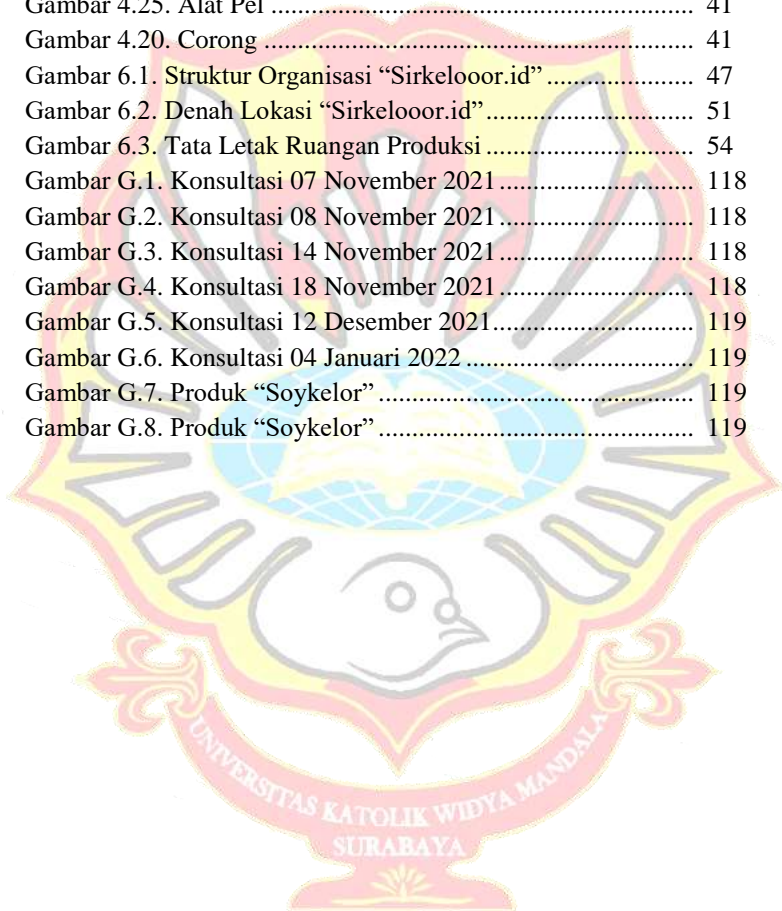 Gambar 4.25. Alat Pel ........................................................................ 41
Gambar 4.20. Corong ......................................................................... 41
Gambar 6.1. Struktur Organisasi “Sirkelooor.id” ........................ 47
Gambar 6.2. Denah Lokasi “Sirkelooor.id” .................................. 51
Gambar 6.3. Tata Letak Ruangan Produksi .................................. 54
Gambar G.1. Konsultasi 07 November 2021 ................................ 118
Gambar G.2. Konsultasi 08 November 2021 ................................ 118
Gambar G.3. Konsultasi 14 November 2021 ................................ 118
Gambar G.4. Konsultasi 18 November 2021 ................................ 118
Gambar G.5. Konsultasi 12 Desember 2021 ................................. 119
Gambar G.6. Konsultasi 04 Januari 2022 ..................................... 119
Gambar G.7. Produk “Soykelor” ................................................... 119
Gambar G.8. Produk “Soykelor” ................................................... 119
UNIVERSITAS KATOLIK WIDYA MANDALA
SURABAYA